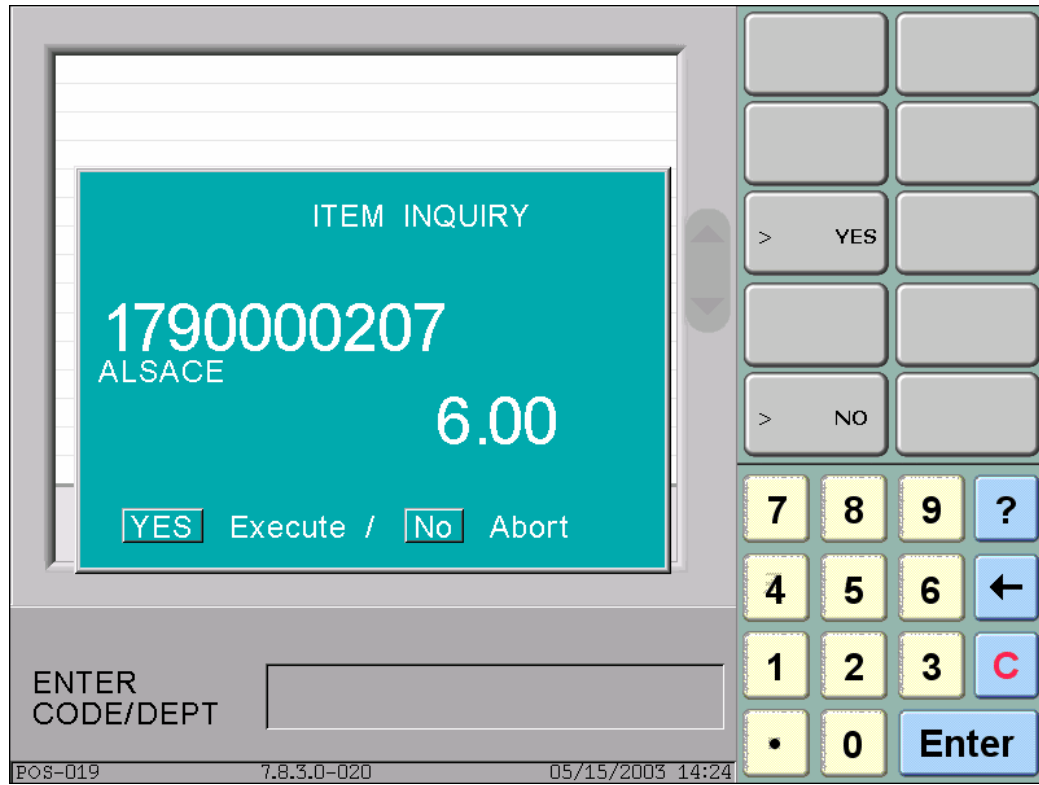 ITEM INQUIRY
1790000207
ALSACE
6.00
YES Execute / No Abort
ENTER
CODE/DEPT
POS-019 7.8.3.0-020 05/15/2003 14:24
> YES
> NO
7 8 9 ?
4 5 6 ←
1 2 3 C
• 0 Enter